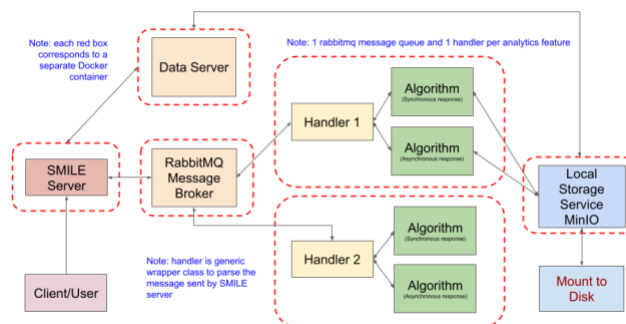 Note: each red box
corresponds to a
separate Docker
container
Data Server
Note: 1 rabbitmq message queue and 1 handler per analytics feature
Handler 1
Algorithm
(Synchronous response)
Algorithm
(Asynchronous response)
SMILE
Server
RabbitMQ
Message
Broker
Local
Storage
Service
MinIO
Note: handler is generic
wrapper class to parse the
message sent by SMILE
server
Handler 2
Algorithm
(Synchronous response)
Algorithm
(Asynchronous response)
Client/User
Mount to
Disk